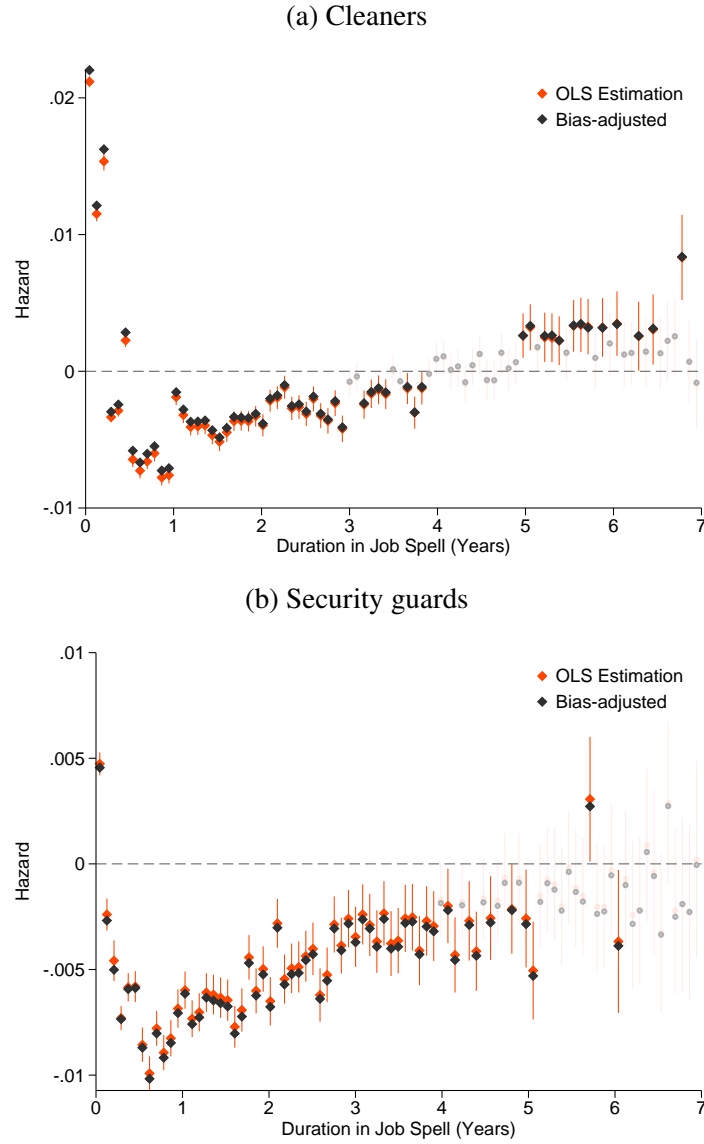 (a) Cleaners
.02
.01
0
-.01
Hazard
OLS Estimation
Bias-adjusted
0 1 2 3 4 5 6 7
Duration in Job Spell (Years)
(b) Security guards
.01
.005
0
-.005
-.01
Hazard
OLS Estimation
Bias-adjusted
0 1 2 3 4 5 6 7
Duration in Job Spell (Years)